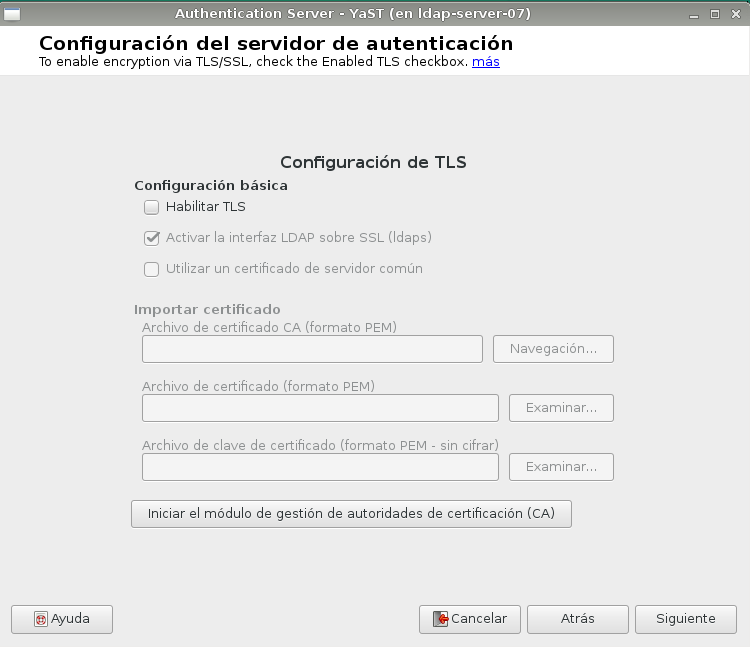 Authentication Server - YaST (en ldap-server-07)
Configuración del servidor de autenticación
To enable encryption via TLS/SSL, check the Enabled TLS checkbox. más
Configuración de TLS
Configuración básica
Habilitar TLS
Activar la interfaz LDAP sobre SSL (ldaps)
Utilizar un certificado de servidor común
Importar certificado
Archivo de certificado CA (formato PEM)
Navegación...
Archivo de certificado (formato PEM)
Examinar...
Archivo de clave de certificado (formato PEM - sin cifrar)
Examinar...
Iniciar el módulo de gestión de autoridades de certificación (CA)
Ayuda Cancelar Atrás Siguiente